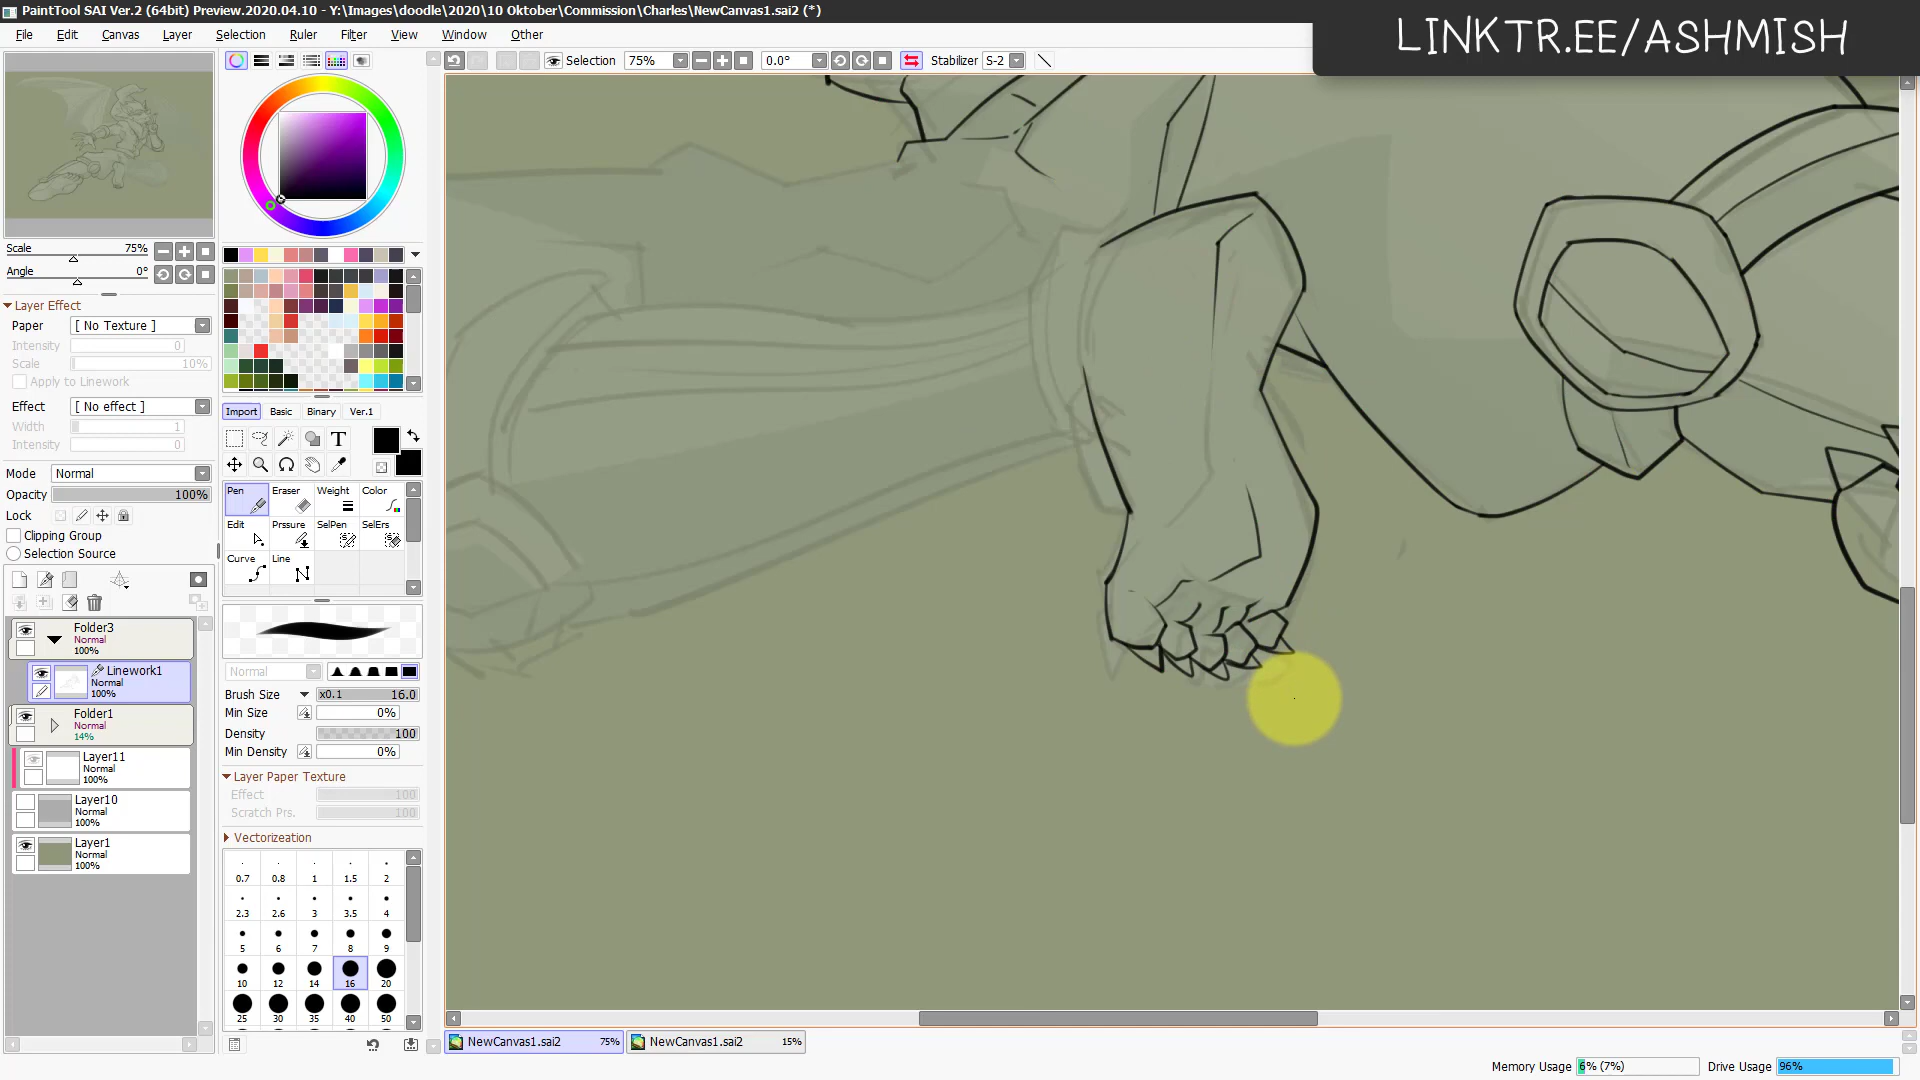 PaintTool SAI Ver.2 (64bit) Preview.2020.04.10 - Y:\Images\doodle\2020\10 Oktober\Commission\Charles\NewCanvas1.sai2 (*)
LINKTR.EE/ASHMISH
File Edit Canvas Layer Selection Ruler Filter View Window Other
Selection 75% 0.0° Stabilizer S-2
Scale 75%
Angle 0°
Layer Effect
Paper [ No Texture ]
Intensity 0
Scale 10%
Apply to Linework
Effect [ No effect ]
Width 1
Intensity 0
Mode Normal
Opacity 100%
Lock
Clipping Group
Selection Source
Folder3
Normal
100%
Linework1
Normal
100%
Folder1
Normal
14%
Layer11
Normal
100%
Layer10
Normal
100%
Layer1
Normal
100%
Import Basic Binary Ver.1
T
Pen Eraser Weight Color
Edit Prssure SelPen SelErs
Curve Line
Normal
Brush Size x0.1 16.0
Min Size 0%
Density 100
Min Density 0%
Layer Paper Texture
Effect 100
Scratch Prs. 100
Vectorization
0.7 0.8 1 1.5 2
2.3 2.6 3 3.5 4
5 6 7 8 9
10 12 14 16 20
25 30 35 40 50
NewCanvas1.sai2 75% NewCanvas1.sai2 15%
Memory Usage 6% (7%) Drive Usage 96%